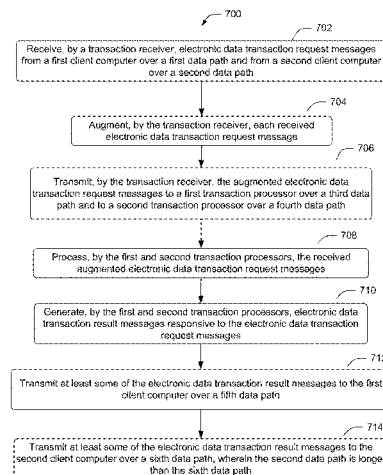 700
702
Receive, by a transaction receiver, electronic data transaction request messages
from a first client computer over a first data path and from a second client computer
over a second data path
704
Augment, by the transaction receiver, each received
electronic data transaction request message
706
Transmit, by the transaction receiver, the augmented electronic data
transaction request messages to a first transaction processor over a third data
path and to a second transaction processor over a fourth data path
708
Process, by the first and second transaction processors, the received
augmented electronic data transaction request messages
710
Generate, by the first and second transaction processors, electronic data
transaction result messages responsive to the electronic data transaction
request messages
712
Transmit at least some of the electronic data transaction result messages to the first
client computer over a fifth data path
714
Transmit at least some of the electronic data transaction result messages to the
second client computer over a sixth data path, wherein the second data path is longer
than the sixth data path